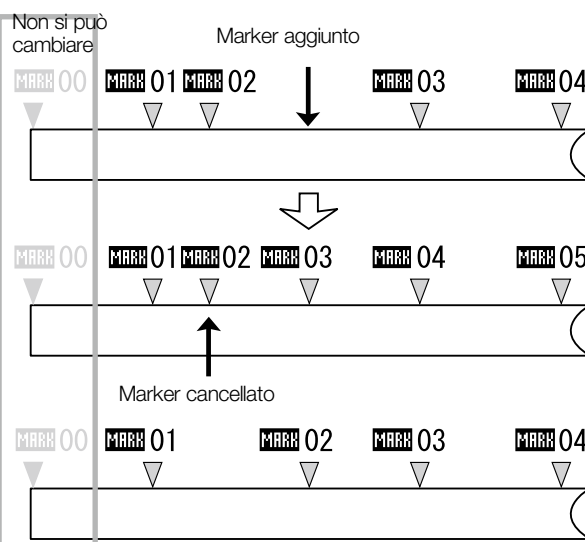 Non si può
cambiare
Marker aggiunto
MARK 00 MARK 01 MARK 02 MARK 03 MARK 04
MARK 00 MARK 01 MARK 02 MARK 03 MARK 04 MARK 05
Marker cancellato
MARK 00 MARK 01 MARK 02 MARK 03 MARK 04